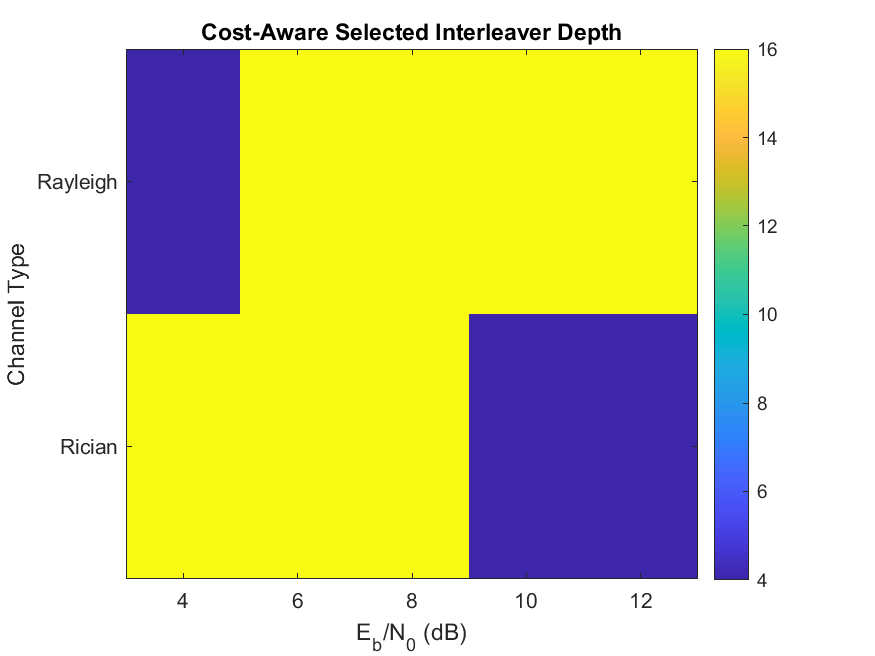 Cost-Aware Selected Interleaver Depth
Channel Type
Rayleigh
Rician
4 6 8 10 12
E_b/N_0 (dB)
16
14
12
10
8
6
4